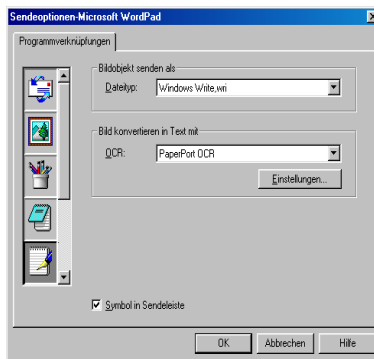 Sendeoptionen-Microsoft WordPad
Programmverknüpfungen
Bildobjekt senden als
Dateityp:
Windows Write,wri
Bild konvertieren in Text mit
OCR:
PaperPort OCR
Einstellungen...
Symbol in Sendeleiste
OK
Abbrechen
Hilfe